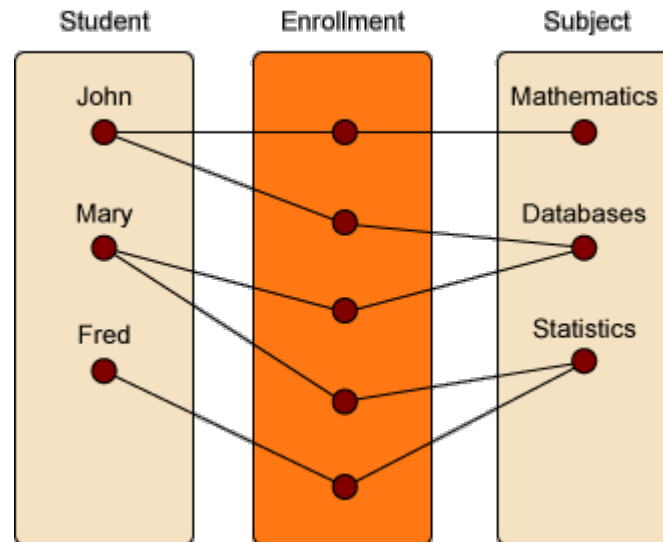 Student
Enrollment
Subject
John
Mathematics
Mary
Databases
Fred
Statistics